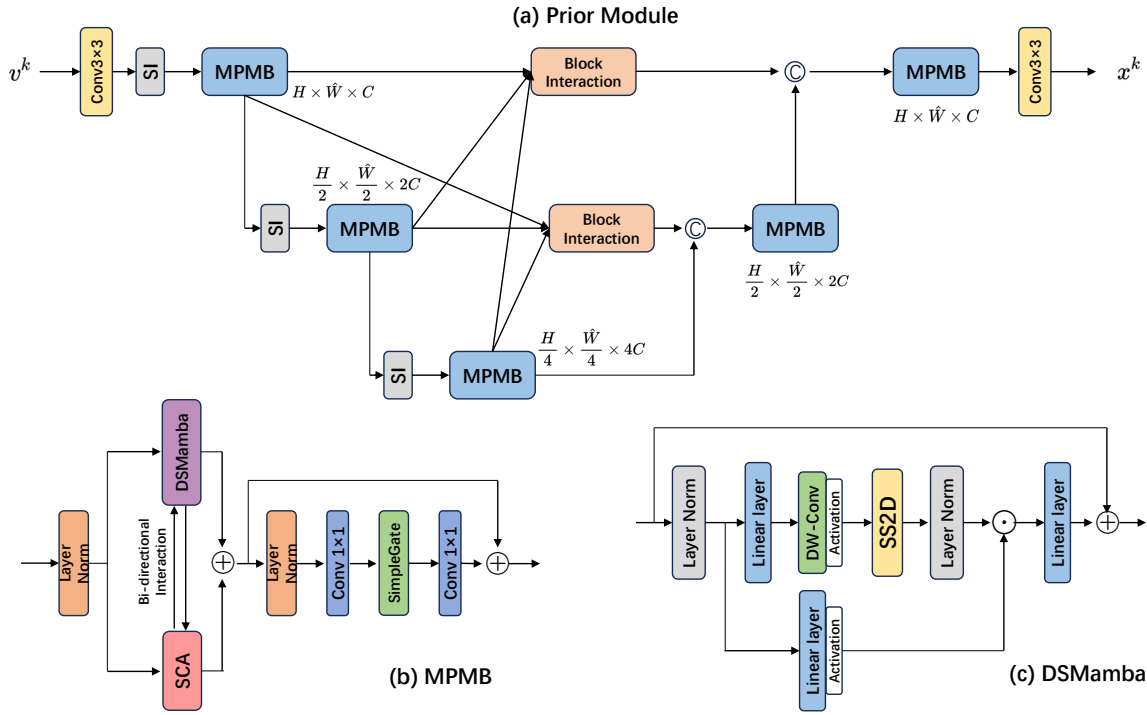 (a) Prior Module
v^k
Conv3×3
SI
MPMB
H × Ŵ × C
Block
Interaction
©
MPMB
H × Ŵ × C
Conv3×3
x^k
SI
H/2 × Ŵ/2 × 2C
MPMB
Block
Interaction
©
MPMB
H/2 × Ŵ/2 × 2C
SI
MPMB
H/4 × Ŵ/4 × 4C
Layer
Norm
DSMamba
Bi-directional
Interaction
SCA
+
Layer
Norm
Conv 1×1
SimpleGate
Conv 1×1
+
(b) MPMB
Layer Norm
Linear layer
DW-Conv
Activation
SS2D
Layer Norm
⊙
Linear layer
+
Linear layer
Activation
(c) DSMamba